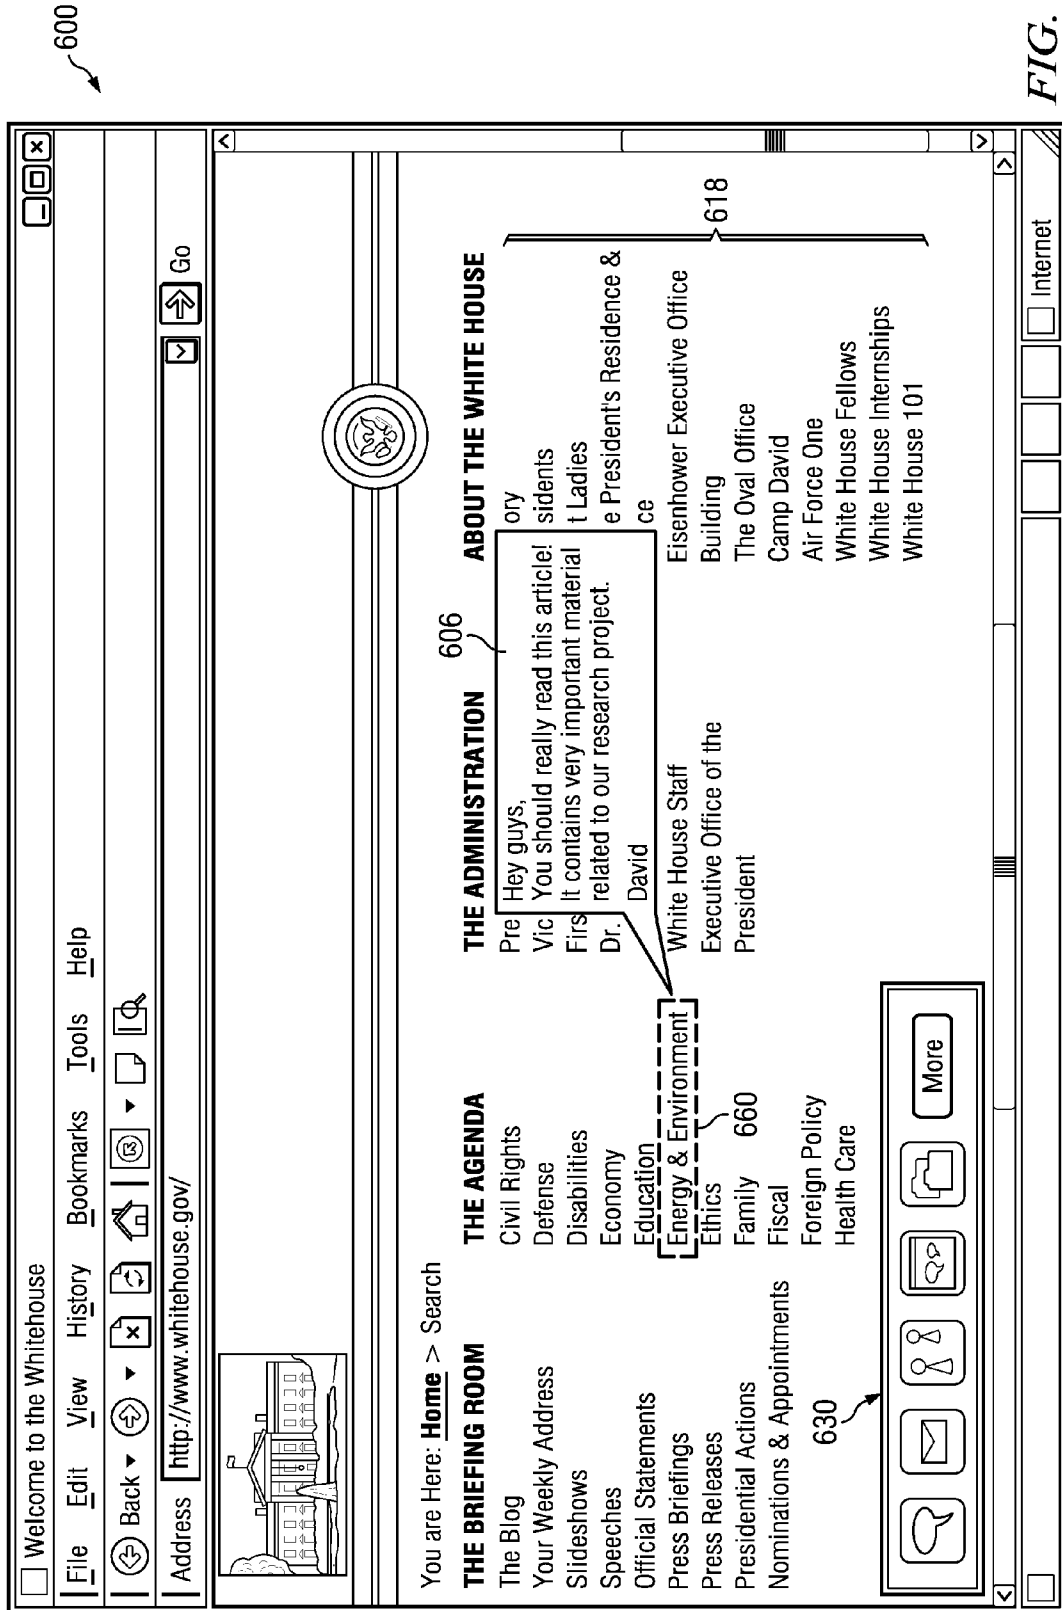 600
Welcome to the Whitehouse
File Edit View History Bookmarks Tools Help
Back
Address http://www.whitehouse.gov/ Go
You are Here: Home > Search
THE BRIEFING ROOM
The Blog
Your Weekly Address
Slideshows
Speeches
Official Statements
Press Briefings
Press Releases
Presidential Actions
Nominations & Appointments
THE AGENDA
Civil Rights
Defense
Disabilities
Economy
Education
Energy & Environment
Ethics
Family
Fiscal
Foreign Policy
Health Care
660
THE ADMINISTRATION
Pre
Vic
Firs
Dr.
White House Staff
Executive Office of the
President
606
Hey guys,
You should really read this article!
It contains very important material
related to our research project.
David
ABOUT THE WHITE HOUSE
ory
sidents
t Ladies
e President's Residence &
ce
Eisenhower Executive Office
Building
The Oval Office
Camp David
Air Force One
White House Fellows
White House Internships
White House 101
618
630
More
Internet
FIG.